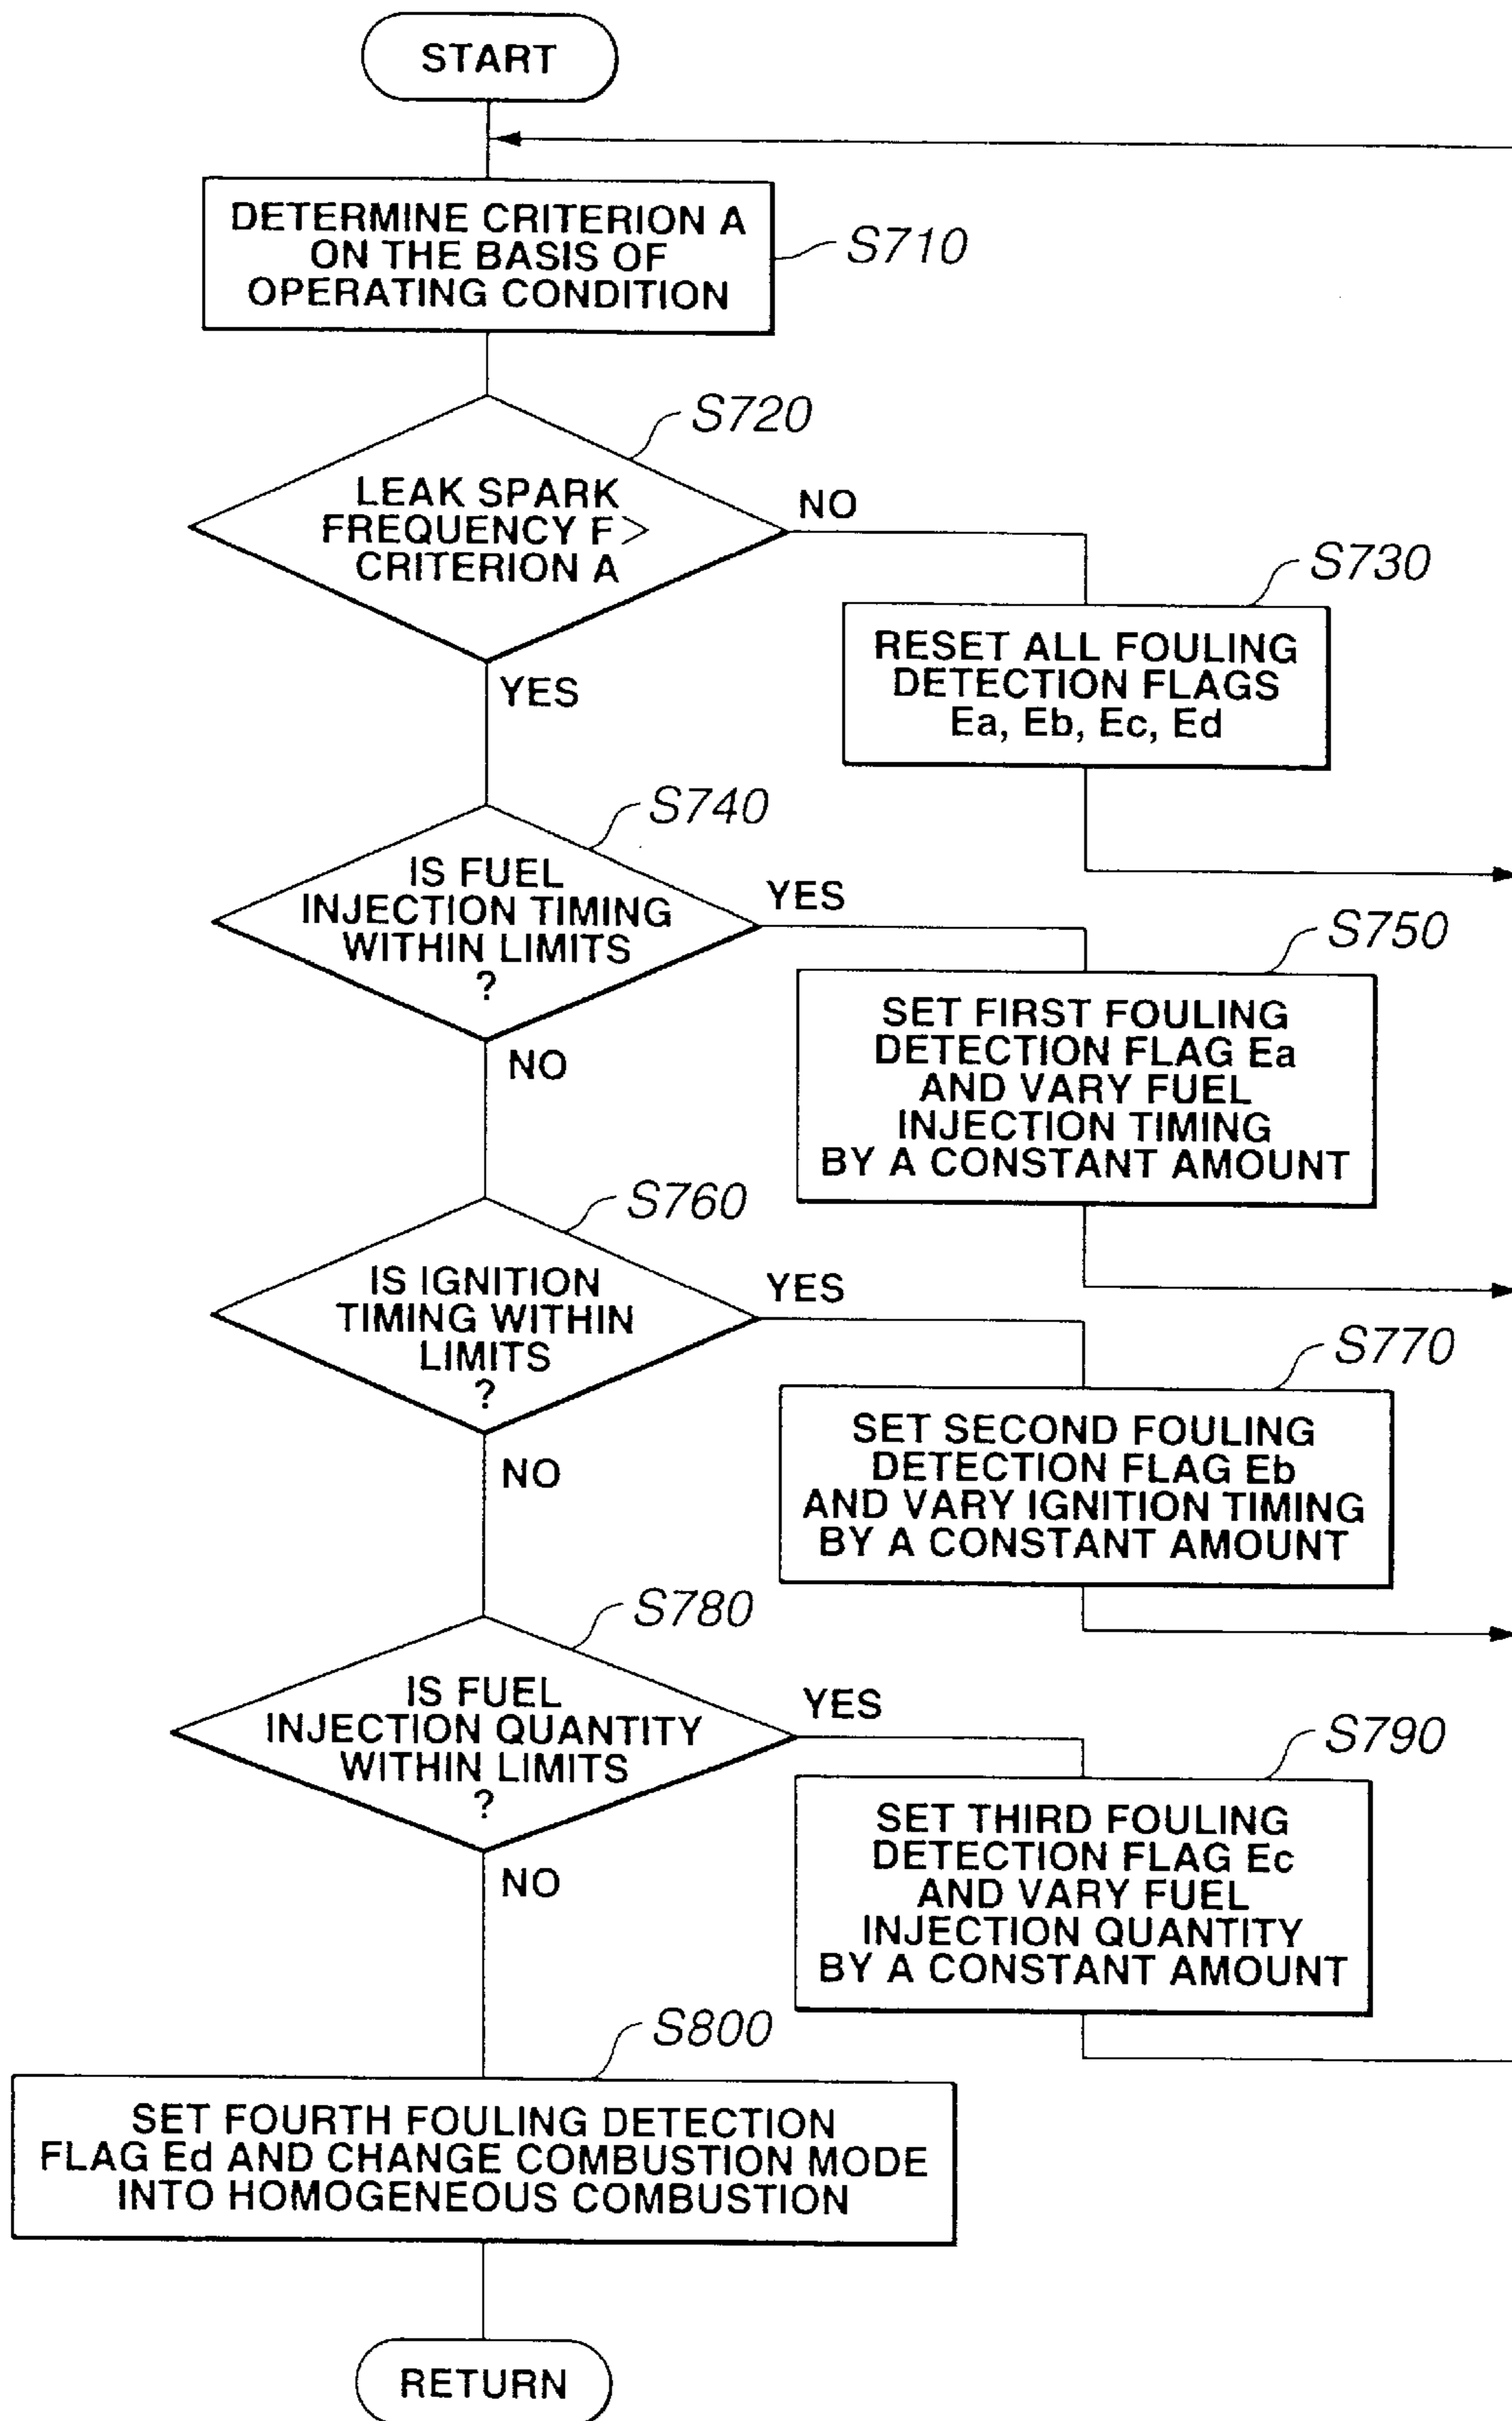 START
DETERMINE CRITERION A
ON THE BASIS OF
OPERATING CONDITION
S710
S720
LEAK SPARK
FREQUENCY F>
CRITERION A
NO
YES
S730
RESET ALL FOULING
DETECTION FLAGS
Ea, Eb, Ec, Ed
S740
IS FUEL
INJECTION TIMING
WITHIN LIMITS
?
YES
NO
S750
SET FIRST FOULING
DETECTION FLAG Ea
AND VARY FUEL
INJECTION TIMING
BY A CONSTANT AMOUNT
S760
IS IGNITION
TIMING WITHIN
LIMITS
?
YES
NO
S770
SET SECOND FOULING
DETECTION FLAG Eb
AND VARY IGNITION TIMING
BY A CONSTANT AMOUNT
S780
IS FUEL
INJECTION QUANTITY
WITHIN LIMITS
?
YES
NO
S790
SET THIRD FOULING
DETECTION FLAG Ec
AND VARY FUEL
INJECTION QUANTITY
BY A CONSTANT AMOUNT
S800
SET FOURTH FOULING DETECTION
FLAG Ed AND CHANGE COMBUSTION MODE
INTO HOMOGENEOUS COMBUSTION
RETURN